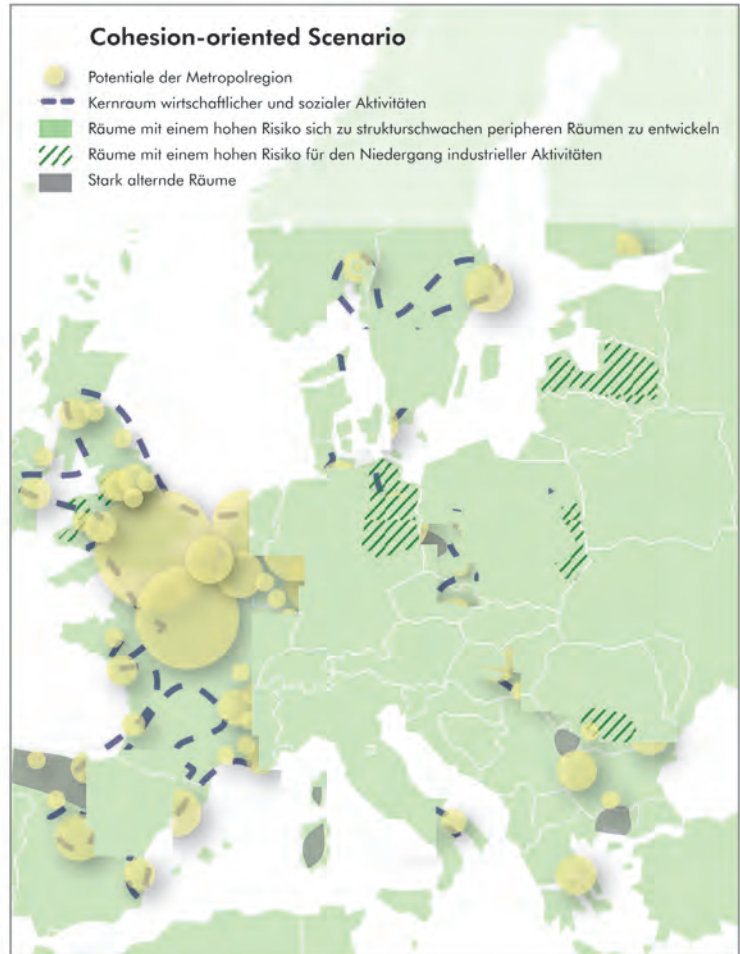 Cohesion-oriented Scenario
Potentiale der Metropolregion
Kernraum wirtschaftlicher und sozialer Aktivitäten
Räume mit einem hohen Risiko sich zu strukturschwachen peripheren Räumen zu entwickeln
Räume mit einem hohen Risiko für den Niedergang industrieller Aktivitäten
Stark alternde Räume